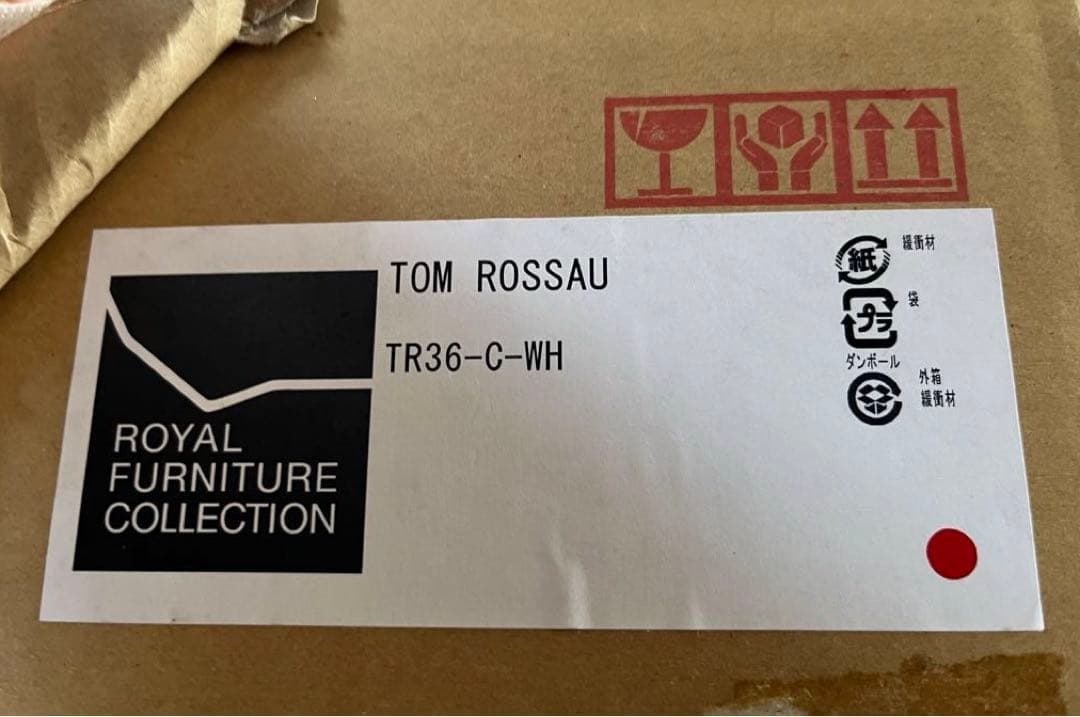 TOM ROSSAU
TR36-C-WH
ROYAL
FURNITURE
COLLECTION
紙 緩衝材
プラ 袋
ダンボール
外箱
緩衝材